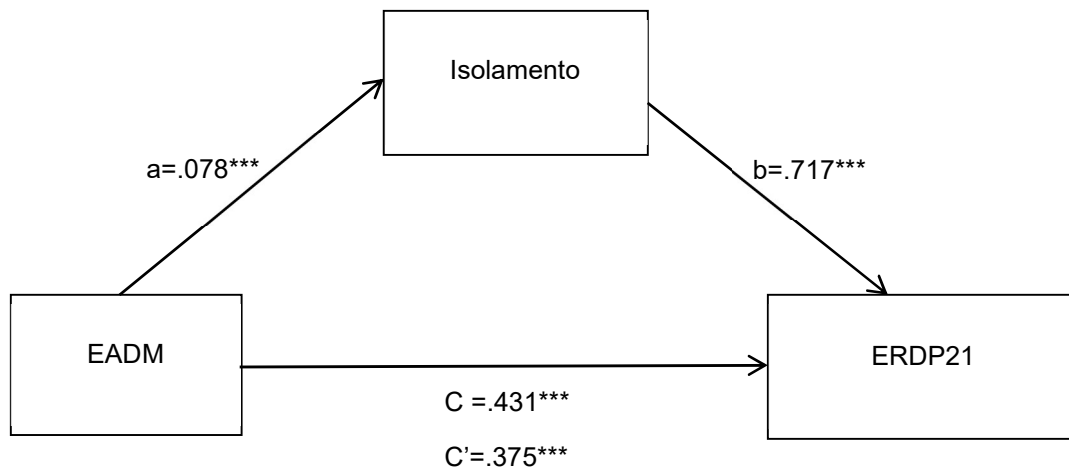 Isolamento
a=.078***
b=.717***
EADM
ERDP21
C =.431***
C’=.375***